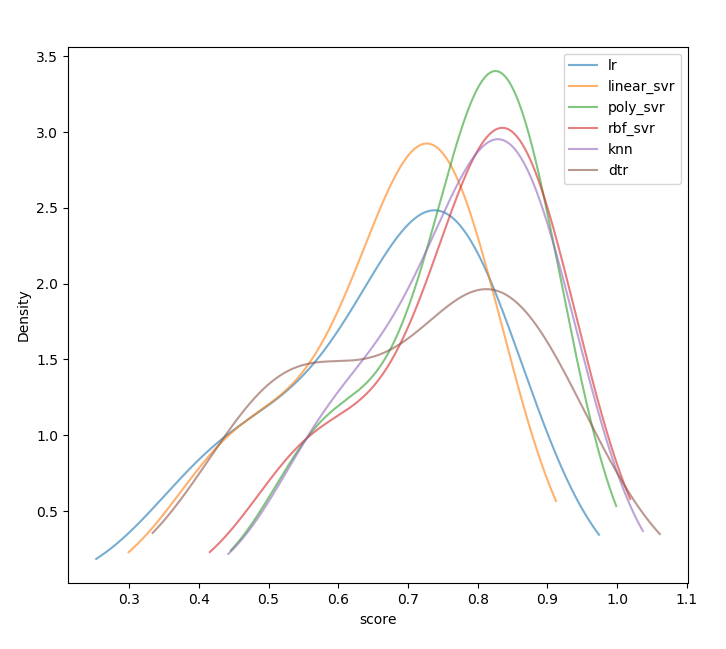 3.5
3.0
2.5
2.0
1.5
1.0
0.5
Density
lr
linear_svr
poly_svr
rbf_svr
knn
dtr
0.3 0.4 0.5 0.6 0.7 0.8 0.9 1.0 1.1
score